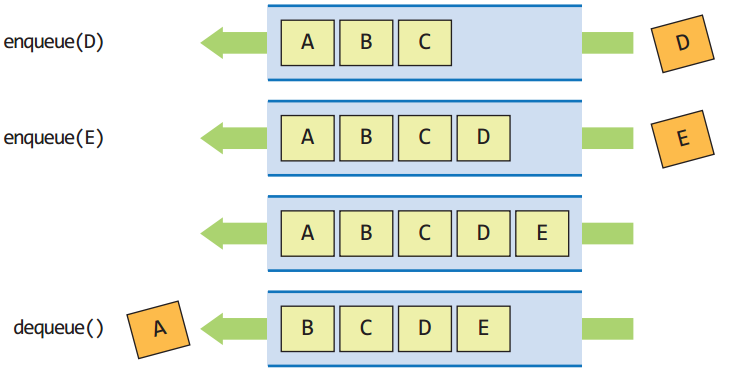 enqueue(D) A B C D
enqueue(E) A B C D E
A B C D E
dequeue() A B C D E